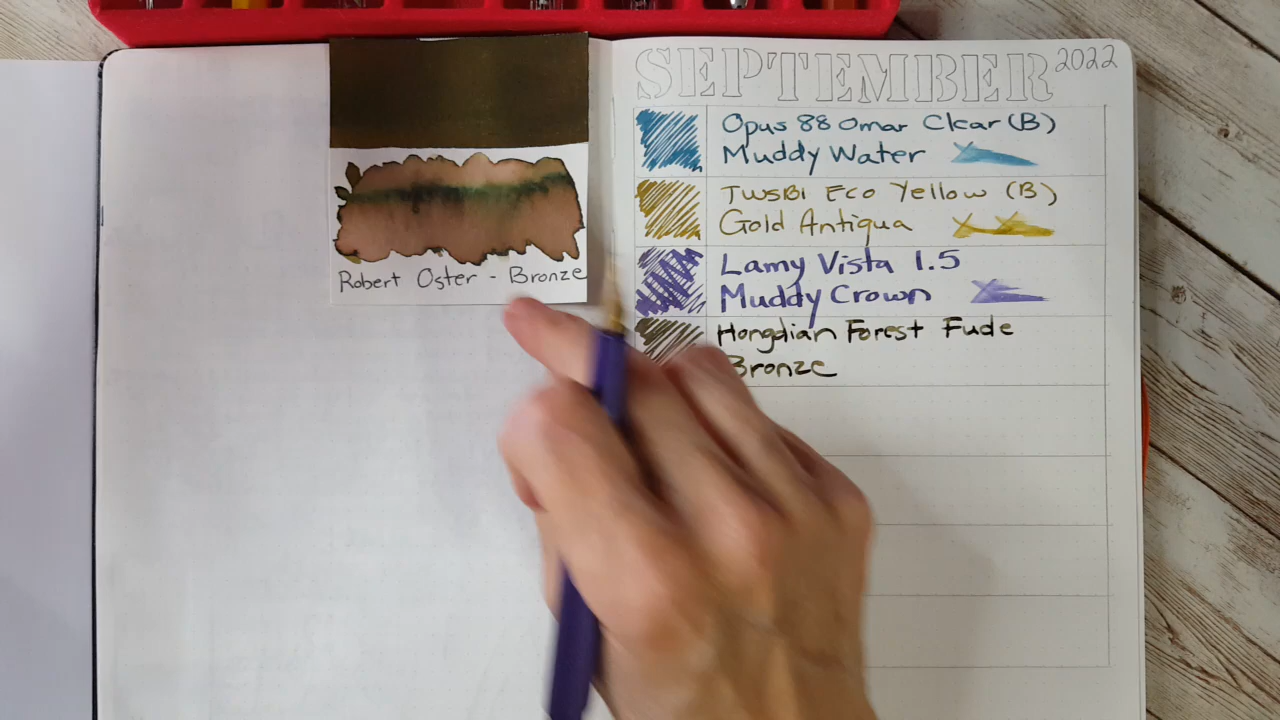 Robert Oster - Bronze
SEPTEMBER 2022
Opus 88 Omar Clear (B)
Muddy Water
TWSBI Eco Yellow (B)
Gold Antiqua
Lamy Vista 1.5
Muddy Crown
Hongdian Forest Fude
Bronze